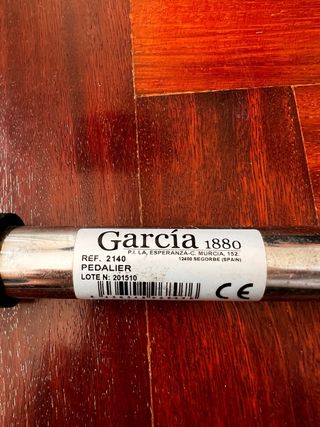 García 1880
P.I. LA, ESPERANZA-C. MURCIA, 152.
12400 SEGORBE (SPAIN)
REF. 2140
PEDALIER
LOTE N: 201510
CE